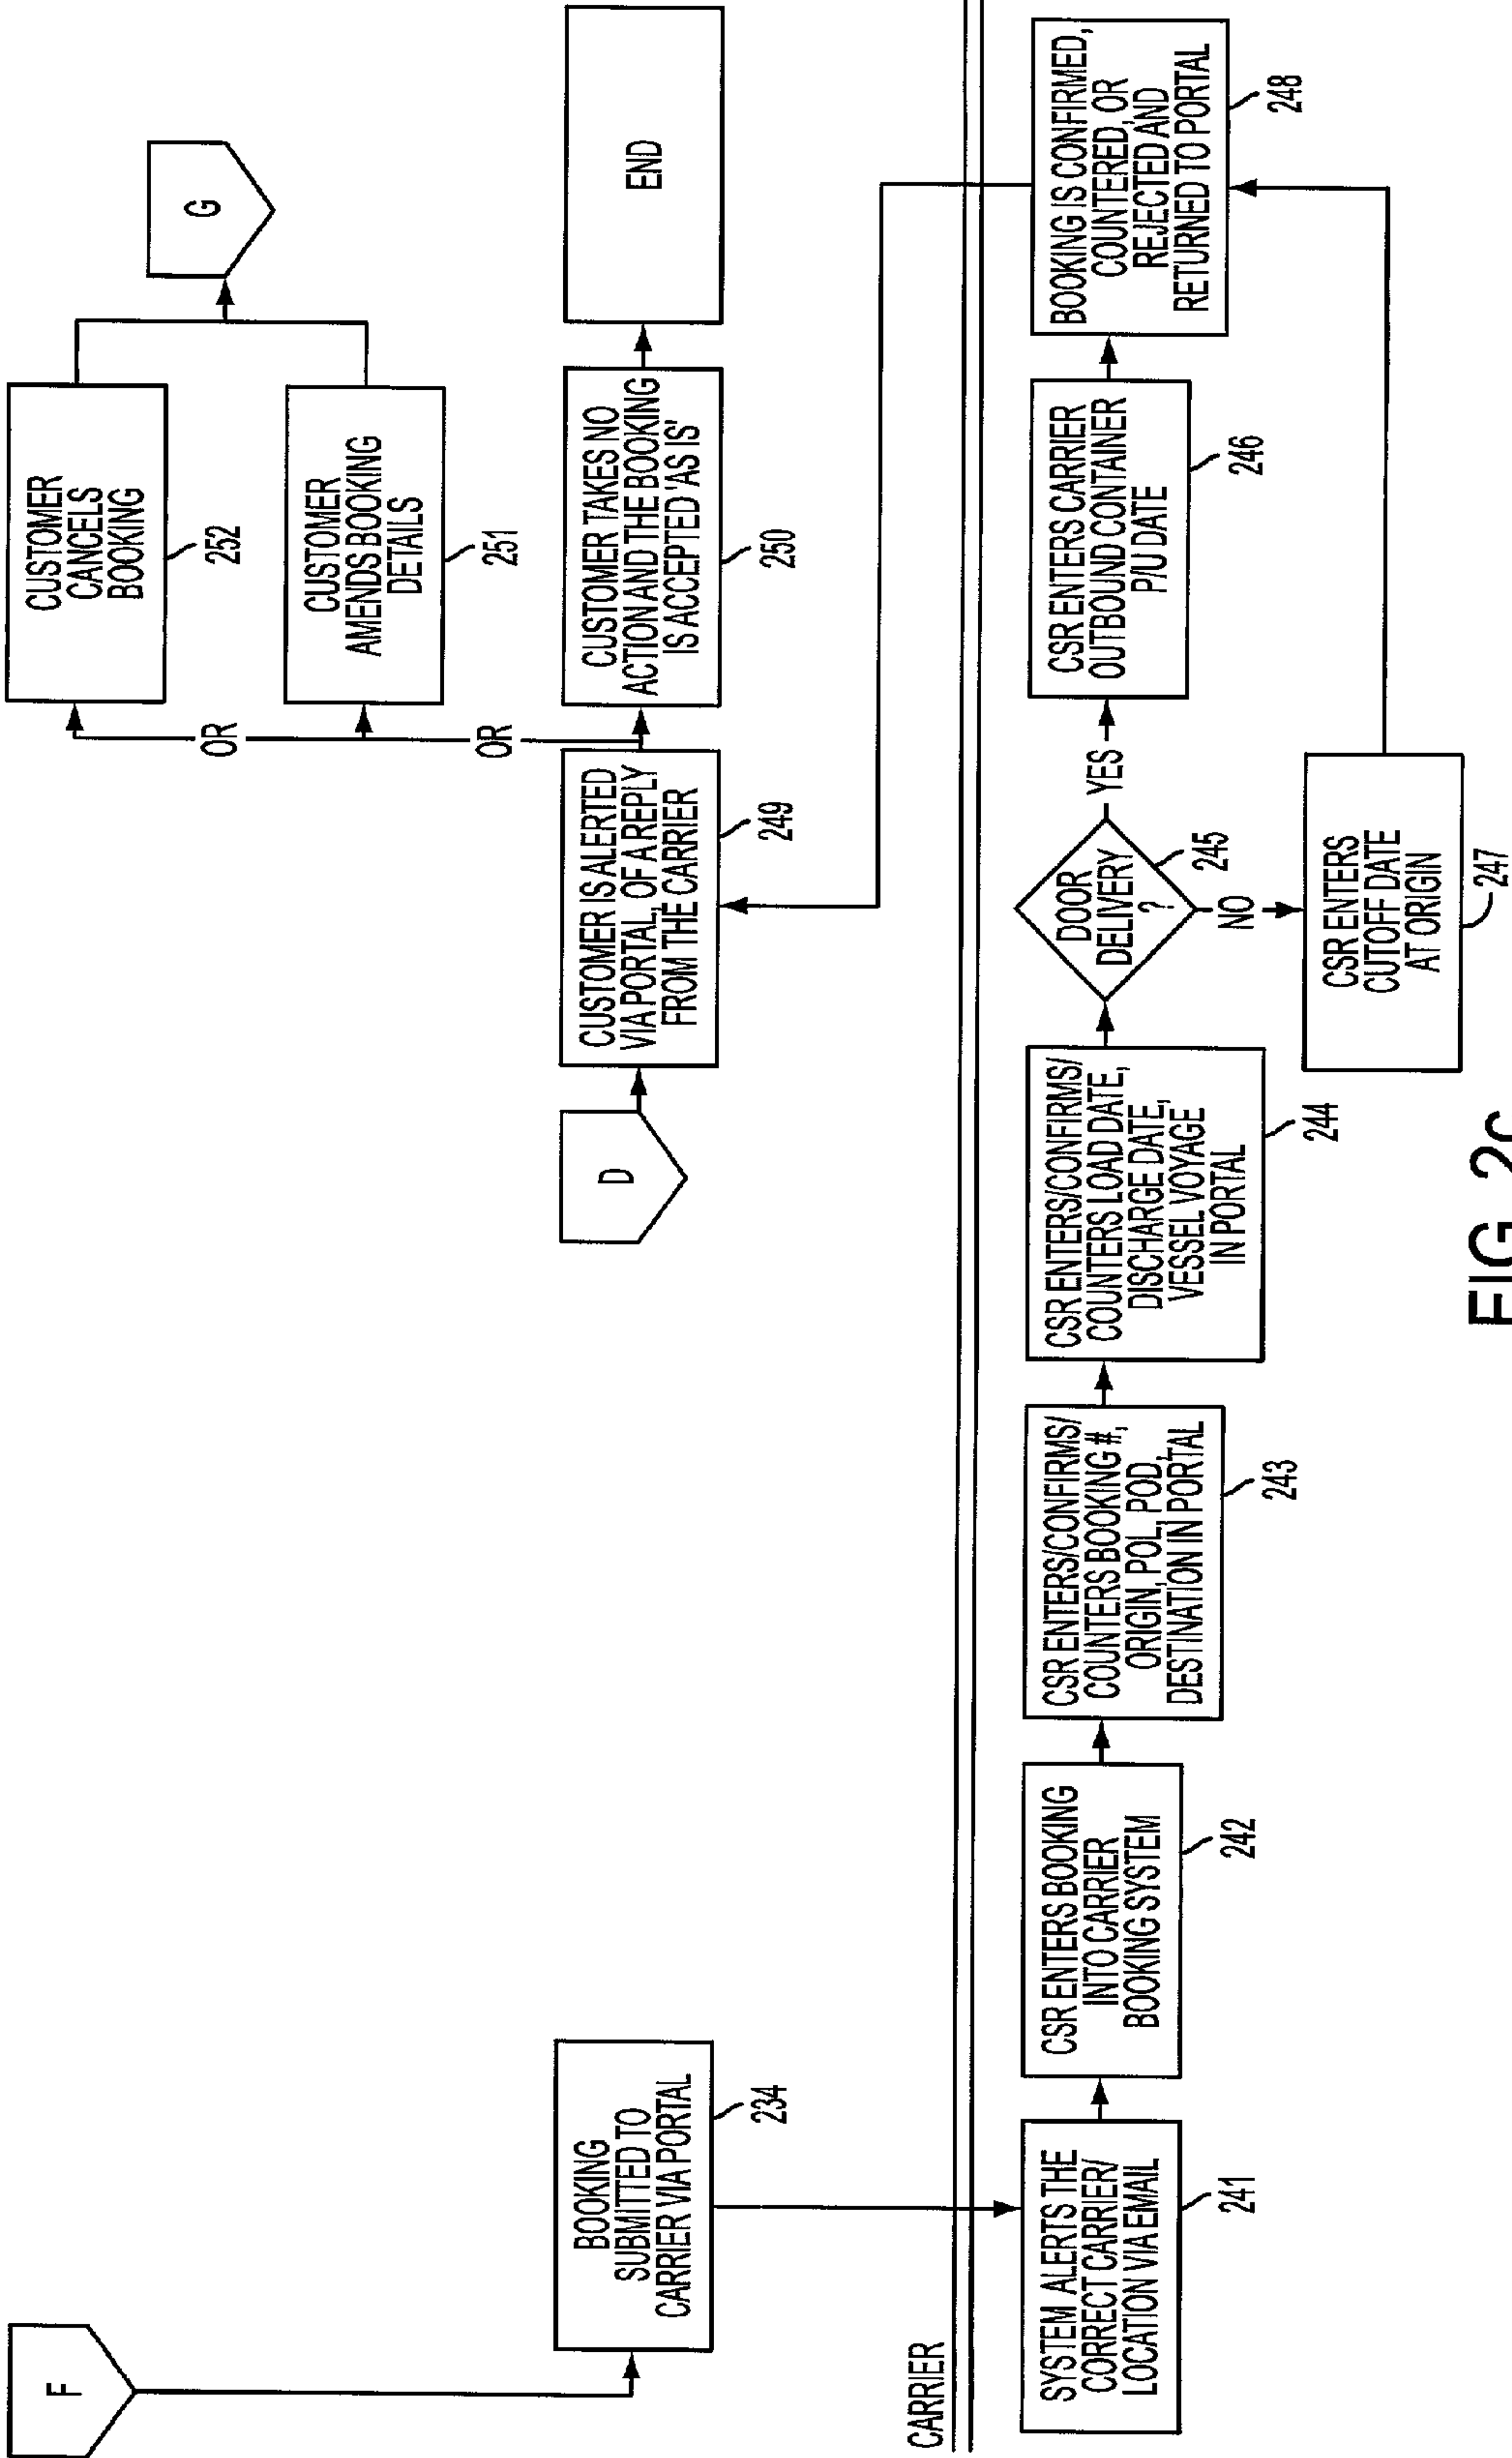 F
BOOKING
SUBMITTED TO
CARRIER VIA PORTAL
234
D
CUSTOMER IS ALERTED
VIA PORTAL, OF A REPLY
FROM THE CARRIER
249
OR
OR
CUSTOMER
CANCELS
BOOKING
252
CUSTOMER
AMENDS BOOKING
DETAILS
251
CUSTOMER TAKES NO
ACTION AND THE BOOKING
IS ACCEPTED 'AS IS'
250
G
END
CARRIER
SYSTEM ALERTS THE
CORRECT CARRIER/
LOCATION VIA EMAIL
241
CSR ENTERS BOOKING
INTO CARRIER
BOOKING SYSTEM
242
CSR ENTERS/CONFIRMS/
COUNTERS BOOKING #,
ORIGIN, POL, POD,
DESTINATION IN PORTAL
243
CSR ENTERS/CONFIRMS/
COUNTERS LOAD DATE,
DISCHARGE DATE,
VESSEL VOYAGE
IN PORTAL
244
DOOR
DELIVERY
?
245
YES
NO
CSR ENTERS CARRIER
OUTBOUND CONTAINER
P/U DATE
246
CSR ENTERS
CUTOFF DATE
AT ORIGIN
247
BOOKING IS CONFIRMED,
COUNTERED, OR
REJECTED AND
RETURNED TO PORTAL
248
FIG. 2c